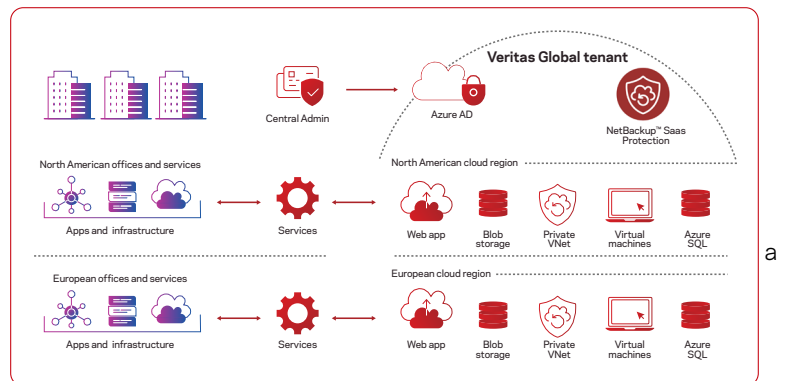 Veritas Global tenant
Central Admin
Azure AD
NetBackup™ Saas
Protection
North American offices and services
North American cloud region
Apps and infrastructure
Services
Web app
Blob
storage
Private
VNet
Virtual
machines
Azure
SQL
a
European offices and services
European cloud region
Apps and infrastructure
Services
Web app
Blob
storage
Private
VNet
Virtual
machines
Azure
SQL